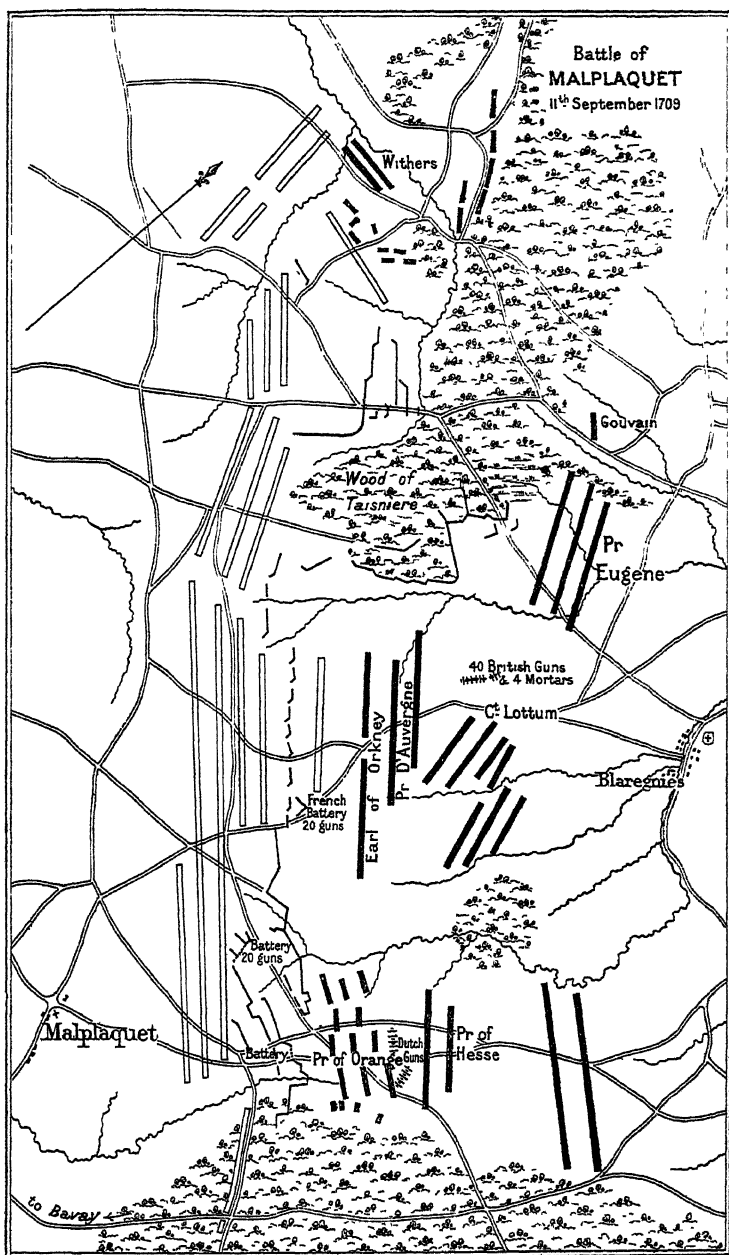 Battle of
MALPLAQUET
11th September 1709
Withers
Gouvain
Wood of
Taisniere
Pr
Eugene
40 British Guns
& 4 Mortars
Ct. Lottum
Earl of Orkney
Pr D'Auvergne
Blaregnies
French
Battery
20 guns
Battery
20 guns
Malplaquet
Battery
Pr of Orange
Dutch
Guns
Pr of
Hesse
to Bavay